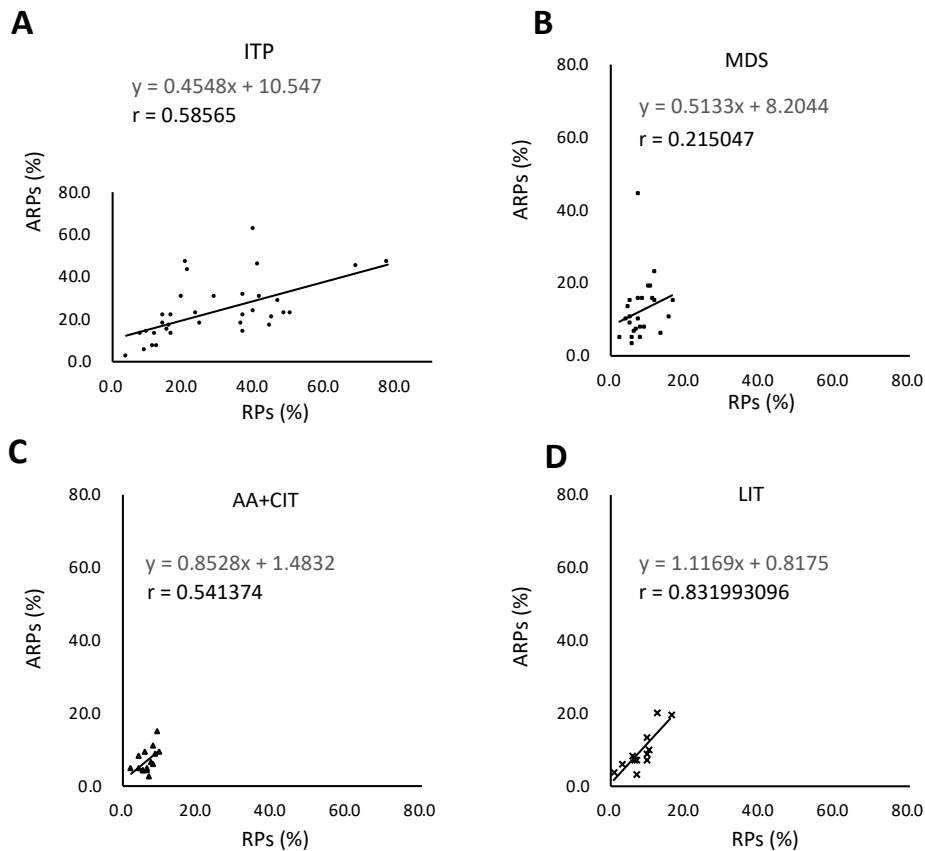 A
ITP
y = 0.4548x + 10.547
r = 0.58565
ARPs (%)
80.0
60.0
40.0
20.0
0.0
0.0 20.0 40.0 60.0 80.0
RPs (%)
B
MDS
y = 0.5133x + 8.2044
r = 0.215047
ARPs (%)
80.0
60.0
40.0
20.0
0.0
0.0 20.0 40.0 60.0 80.0
RPs (%)
C
AA+CIT
y = 0.8528x + 1.4832
r = 0.541374
ARPs (%)
80.0
60.0
40.0
20.0
0.0
0.0 20.0 40.0 60.0 80.0
RPs (%)
D
LIT
y = 1.1169x + 0.8175
r = 0.831993096
ARPs (%)
80.0
60.0
40.0
20.0
0.0
0.0 20.0 40.0 60.0 80.0
RPs (%)